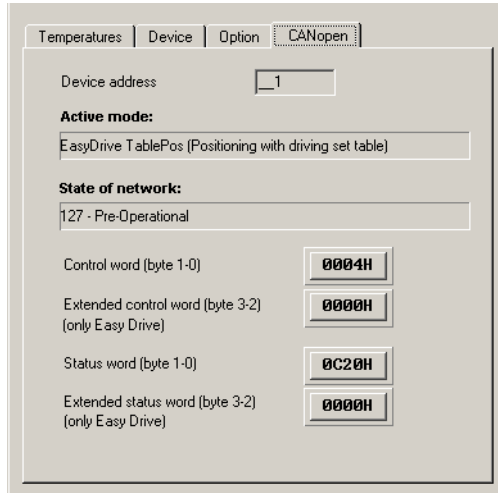 Temperatures Device Option CANopen
Device address __1
Active mode:
EasyDrive TablePos (Positioning with driving set table)
State of network:
127 - Pre-Operational
Control word (byte 1-0) 0004H
Extended control word (byte 3-2) 0000H
(only Easy Drive)
Status word (byte 1-0) 0C20H
Extended status word (byte 3-2) 0000H
(only Easy Drive)